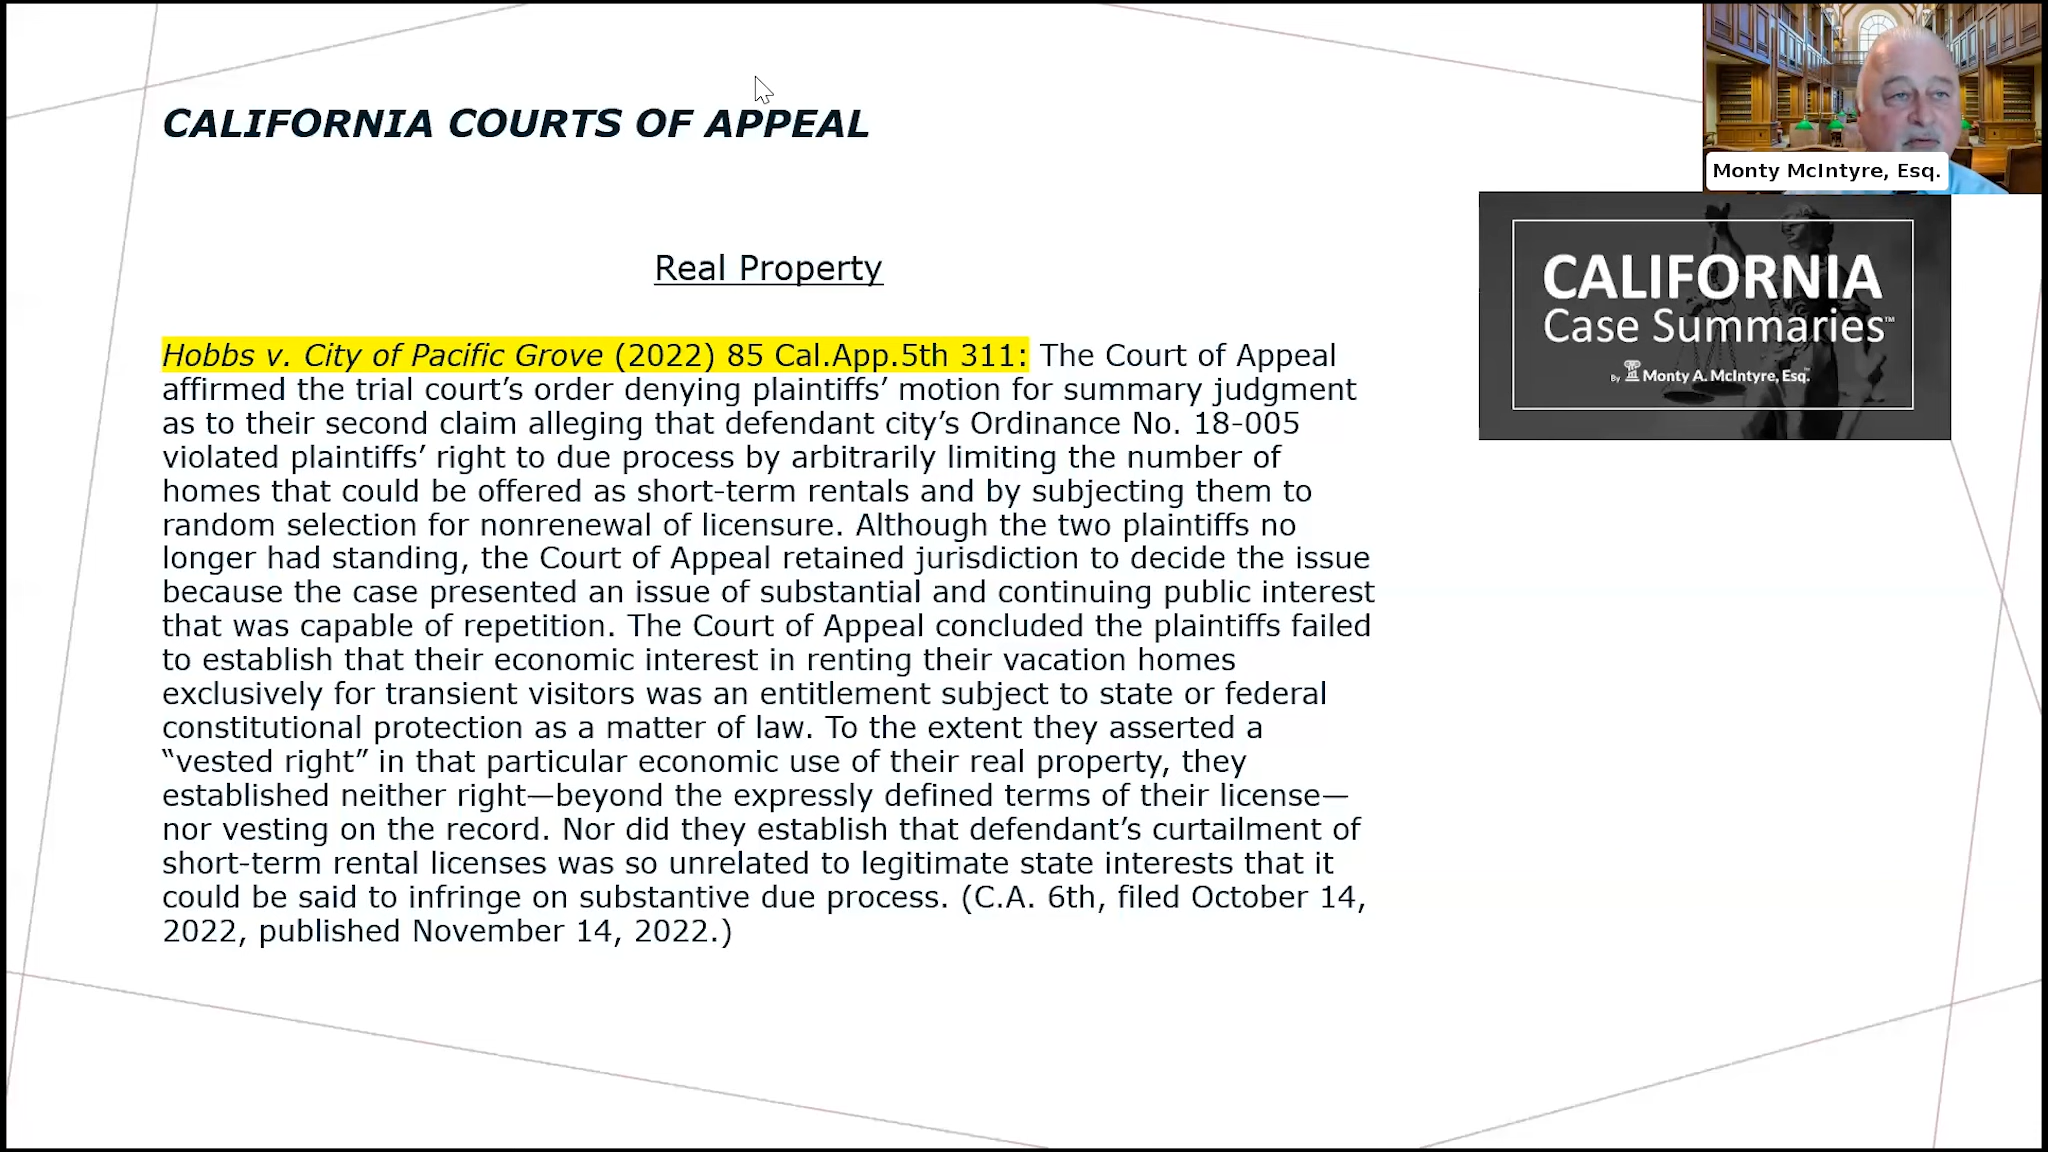 CALIFORNIA COURTS OF APPEAL
Monty McIntyre, Esq.
CALIFORNIA
Case Summaries™
By Monty A. McIntyre, Esq.
Real Property
Hobbs v. City of Pacific Grove (2022) 85 Cal.App.5th 311: The Court of Appeal
affirmed the trial court’s order denying plaintiffs’ motion for summary judgment
as to their second claim alleging that defendant city’s Ordinance No. 18-005
violated plaintiffs’ right to due process by arbitrarily limiting the number of
homes that could be offered as short-term rentals and by subjecting them to
random selection for nonrenewal of licensure. Although the two plaintiffs no
longer had standing, the Court of Appeal retained jurisdiction to decide the issue
because the case presented an issue of substantial and continuing public interest
that was capable of repetition. The Court of Appeal concluded the plaintiffs failed
to establish that their economic interest in renting their vacation homes
exclusively for transient visitors was an entitlement subject to state or federal
constitutional protection as a matter of law. To the extent they asserted a
“vested right” in that particular economic use of their real property, they
established neither right—beyond the expressly defined terms of their license—
nor vesting on the record. Nor did they establish that defendant’s curtailment of
short-term rental licenses was so unrelated to legitimate state interests that it
could be said to infringe on substantive due process. (C.A. 6th, filed October 14,
2022, published November 14, 2022.)